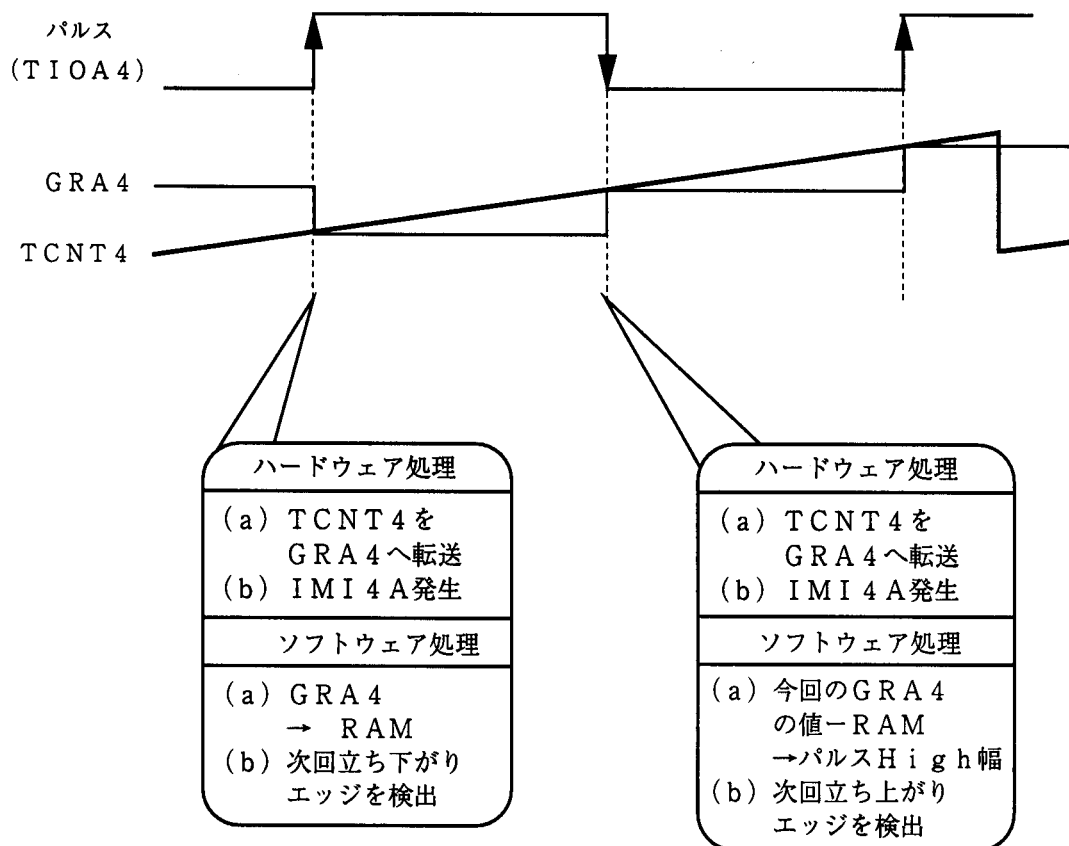 パルス
(TIOA4)
GRA4
TCNT4
ハードウェア処理
(a) TCNT4を
GRA4へ転送
(b) IMI4A発生
ソフトウェア処理
(a) GRA4
→ RAM
(b) 次回立ち下がり
エッジを検出
ハードウェア処理
(a) TCNT4を
GRA4へ転送
(b) IMI4A発生
ソフトウェア処理
(a) 今回のGRA4
の値ーRAM
→パルスHigh幅
(b) 次回立ち上がり
エッジを検出